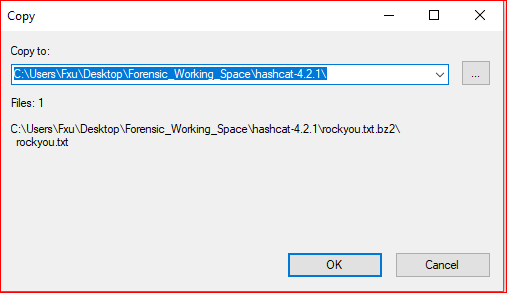 Copy
Copy to:
C:\Users\Fxu\Desktop\Forensic_Working_Space\hashcat-4.2.1\
...
Files: 1
C:\Users\Fxu\Desktop\Forensic_Working_Space\hashcat-4.2.1\rockyou.txt.bz2\
rockyou.txt
OK
Cancel